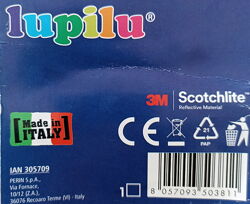 lupilu®
3M Scotchlite™
Reflective Material
Made in
ITALY
CE
21
PAP
IAN 305709
PERIN S.p.A.,
Via Fornace,
10/12 (Z.A.),
36076 Recoaro Terme (VI) - Italy
1
8 057093 503811